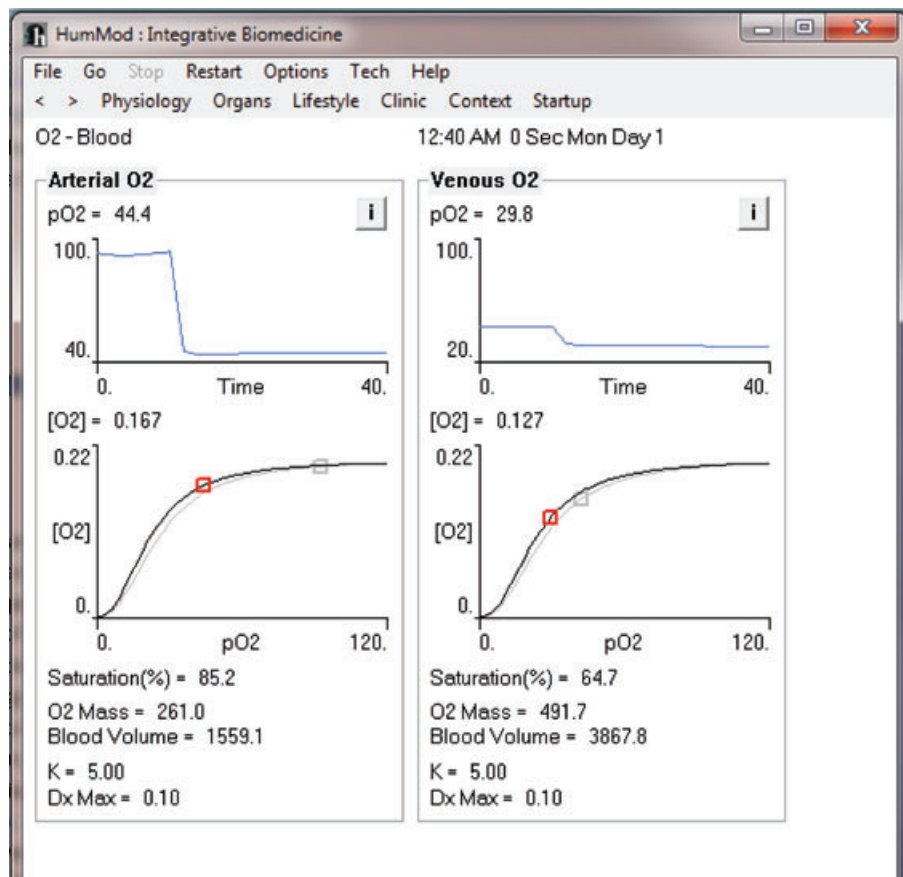 HumMod : Integrative Biomedicine
File Go Stop Restart Options Tech Help
< > Physiology Organs Lifestyle Clinic Context Startup
O2 - Blood 12:40 AM 0 Sec Mon Day 1
Arterial O2
pO2 = 44.4 i
100.
40.
0. Time 40.
[O2] = 0.167
0.22
[O2]
0.
0. pO2 120.
Saturation(%) = 85.2
O2 Mass = 261.0
Blood Volume = 1559.1
K = 5.00
Dx Max = 0.10
Venous O2
pO2 = 29.8 i
100.
20.
0. Time 40.
[O2] = 0.127
0.22
[O2]
0.
0. pO2 120.
Saturation(%) = 64.7
O2 Mass = 491.7
Blood Volume = 3867.8
K = 5.00
Dx Max = 0.10